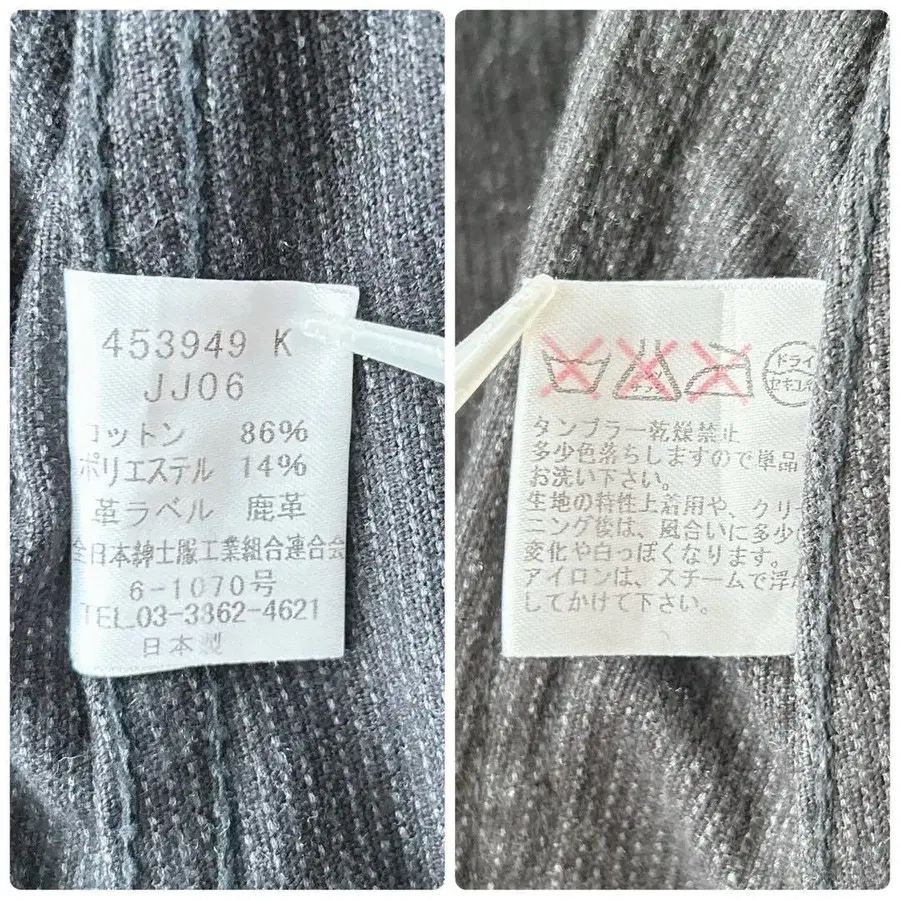 453949 K
JJ06
コットン 86%
ポリエステル 14%
革ラベル 鹿革
全日本紳士服工業組合連合会
6-1070号
TEL.03-3862-4621
日本製
ドライ
セキユ
タンブラー乾燥禁止
多少色落ちしますので単品
お洗い下さい。
生地の特性上着用や、クリー
ニング後は、風合いに多少
変化や白っぽくなります。
アイロンは、スチームで浮
してかけて下さい。